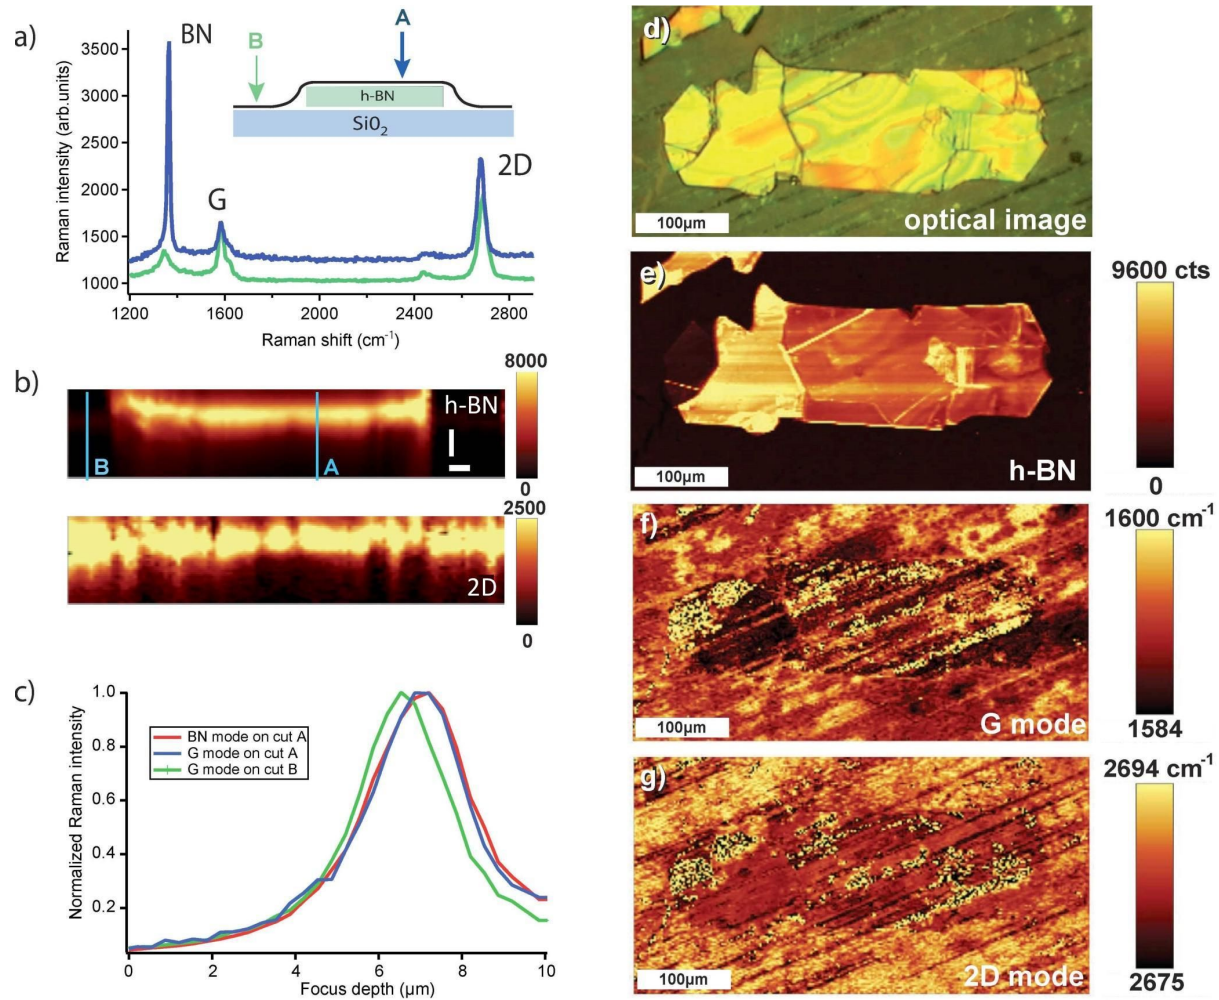 a)
BN
G
2D
B
A
h-BN
SiO₂
Raman intensity (arb.units)
3500
3000
2500
2000
1500
1000
1200
1600
2000
2400
2800
Raman shift (cm⁻¹)
b)
8000
h-BN
B
A
0
2500
2D
0
c)
Normalized Raman intensity
1.0
0.8
0.6
0.4
0.2
BN mode on cut A
G mode on cut A
G mode on cut B
0
2
4
6
8
10
Focus depth (µm)
d)
100µm
optical image
e)
100µm
h-BN
9600 cts
0
f)
100µm
G mode
1600 cm⁻¹
1584
g)
100µm
2D mode
2694 cm⁻¹
2675